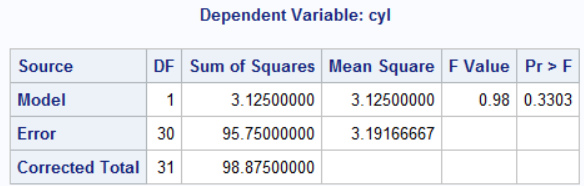 Dependent Variable: cyl
Source DF Sum of Squares Mean Square F Value Pr > F
Model 1 3.12500000 3.12500000 0.98 0.3303
Error 30 95.75000000 3.19166667
Corrected Total 31 98.87500000